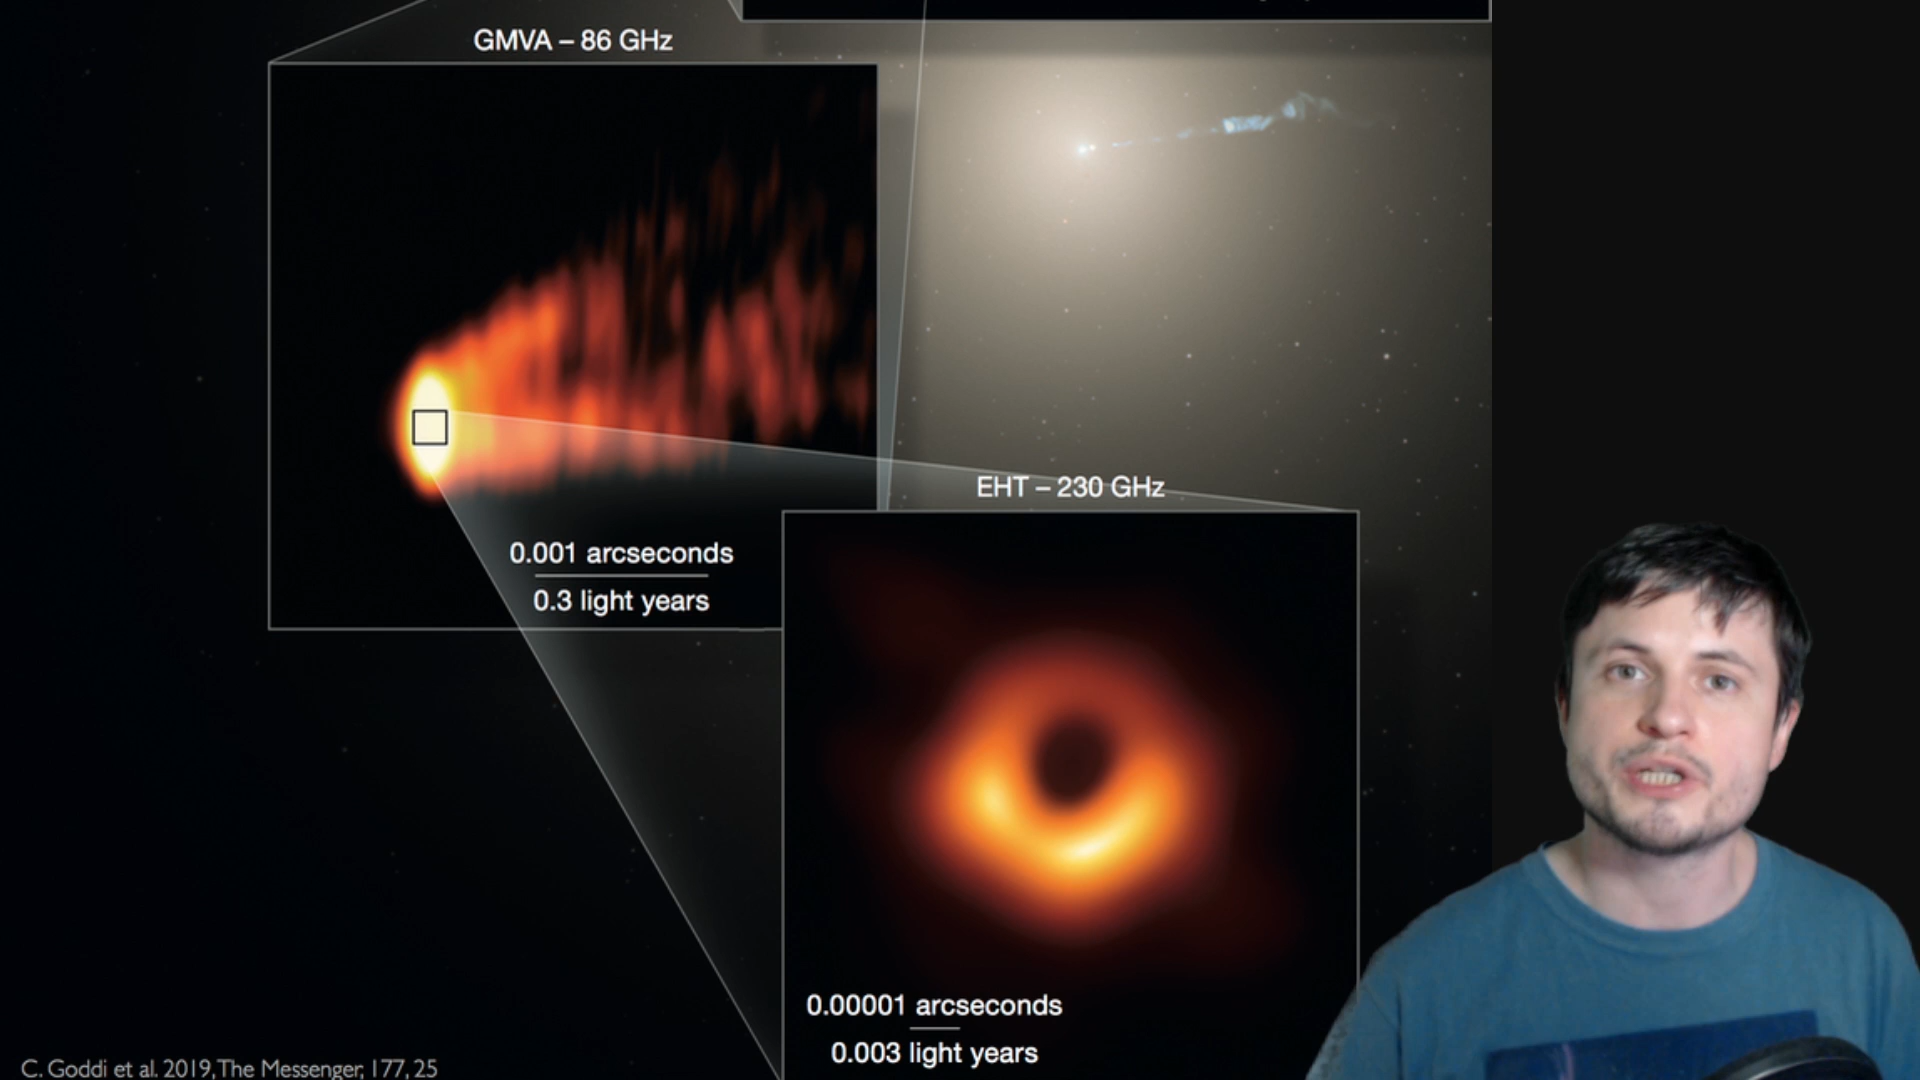 GMVA – 86 GHz
EHT – 230 GHz
0.001 arcseconds
0.3 light years
0.00001 arcseconds
0.003 light years
C. Goddi et al. 2019, The Messenger, 177, 25